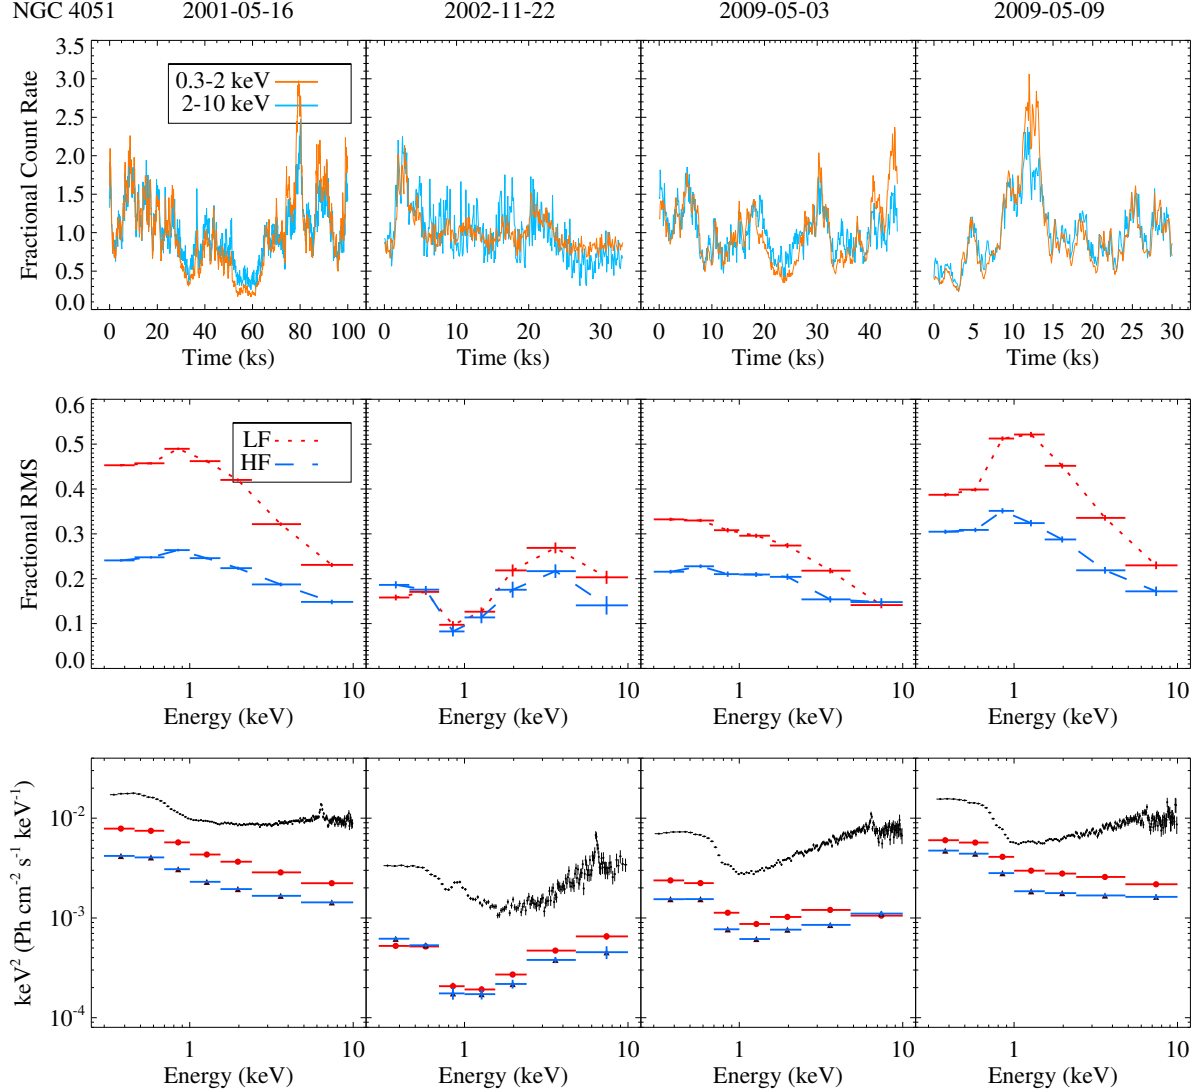 NGC 4051 2001-05-16 2002-11-22 2009-05-03 2009-05-09
Fractional Count Rate
3.5
3.0
2.5
2.0
1.5
1.0
0.5
0.0
0.3-2 keV
2-10 keV
0 20 40 60 80 100 0 10 20 30 0 10 20 30 40 0 5 10 15 20 25 30
Time (ks) Time (ks) Time (ks) Time (ks)
Fractional RMS
0.6
0.5
0.4
0.3
0.2
0.1
0.0
LF
HF
1 10 1 10 1 10 1 10
Energy (keV) Energy (keV) Energy (keV) Energy (keV)
keV² (Ph cm⁻² s⁻¹ keV⁻¹)
10⁻²
10⁻³
10⁻⁴
1 10 1 10 1 10 1 10
Energy (keV) Energy (keV) Energy (keV) Energy (keV)